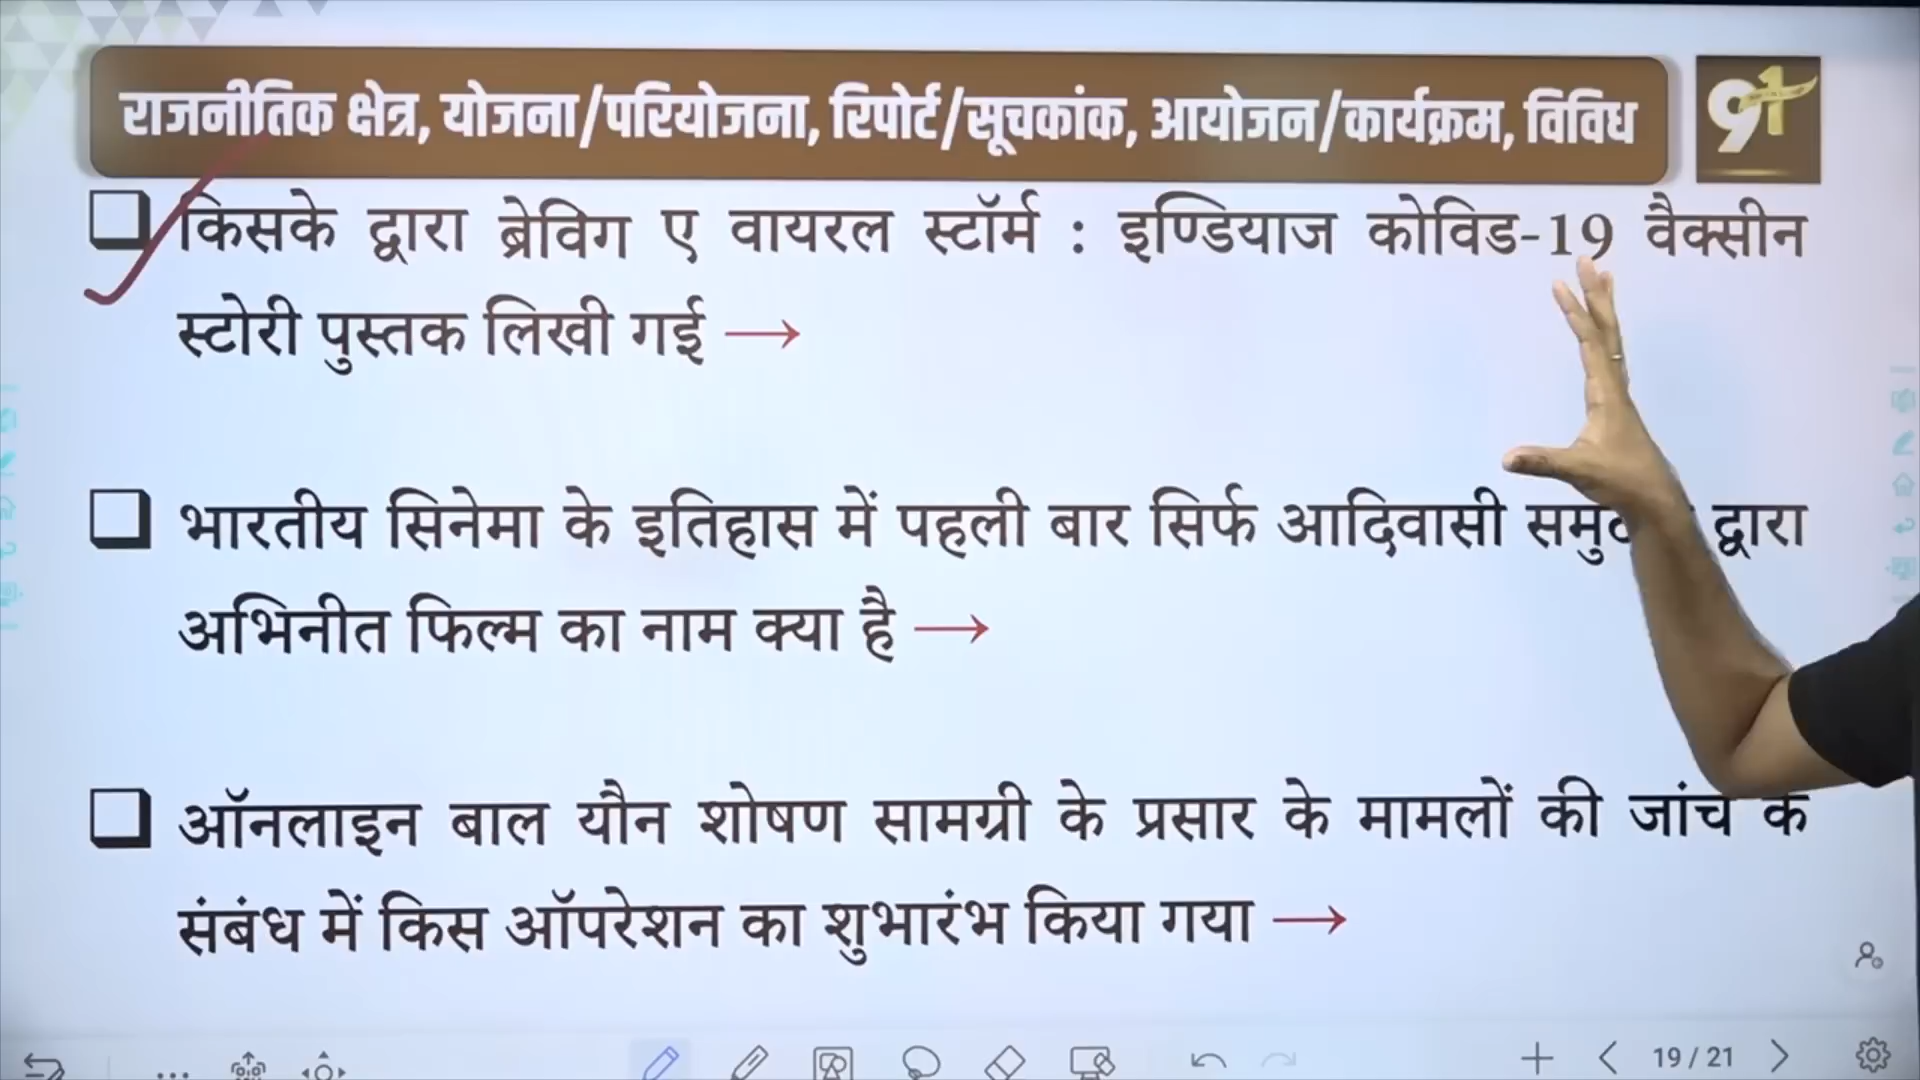 राजनीतिक क्षेत्र, योजना/परियोजना, रिपोर्ट/सूचकांक, आयोजन/कार्यक्रम, विविध
किसके द्वारा ब्रेविग ए वायरल स्टॉर्म : इण्डियाज कोविड-19 वैक्सीन
स्टोरी पुस्तक लिखी गई →
भारतीय सिनेमा के इतिहास में पहली बार सिर्फ आदिवासी द्वारा
अभिनीत फिल्म का नाम क्या है →
ऑनलाइन बाल यौन शोषण सामग्री के प्रसार के मामलों की जांच
संबंध में किस ऑपरेशन का शुभारंभ किया गया →
19 / 21